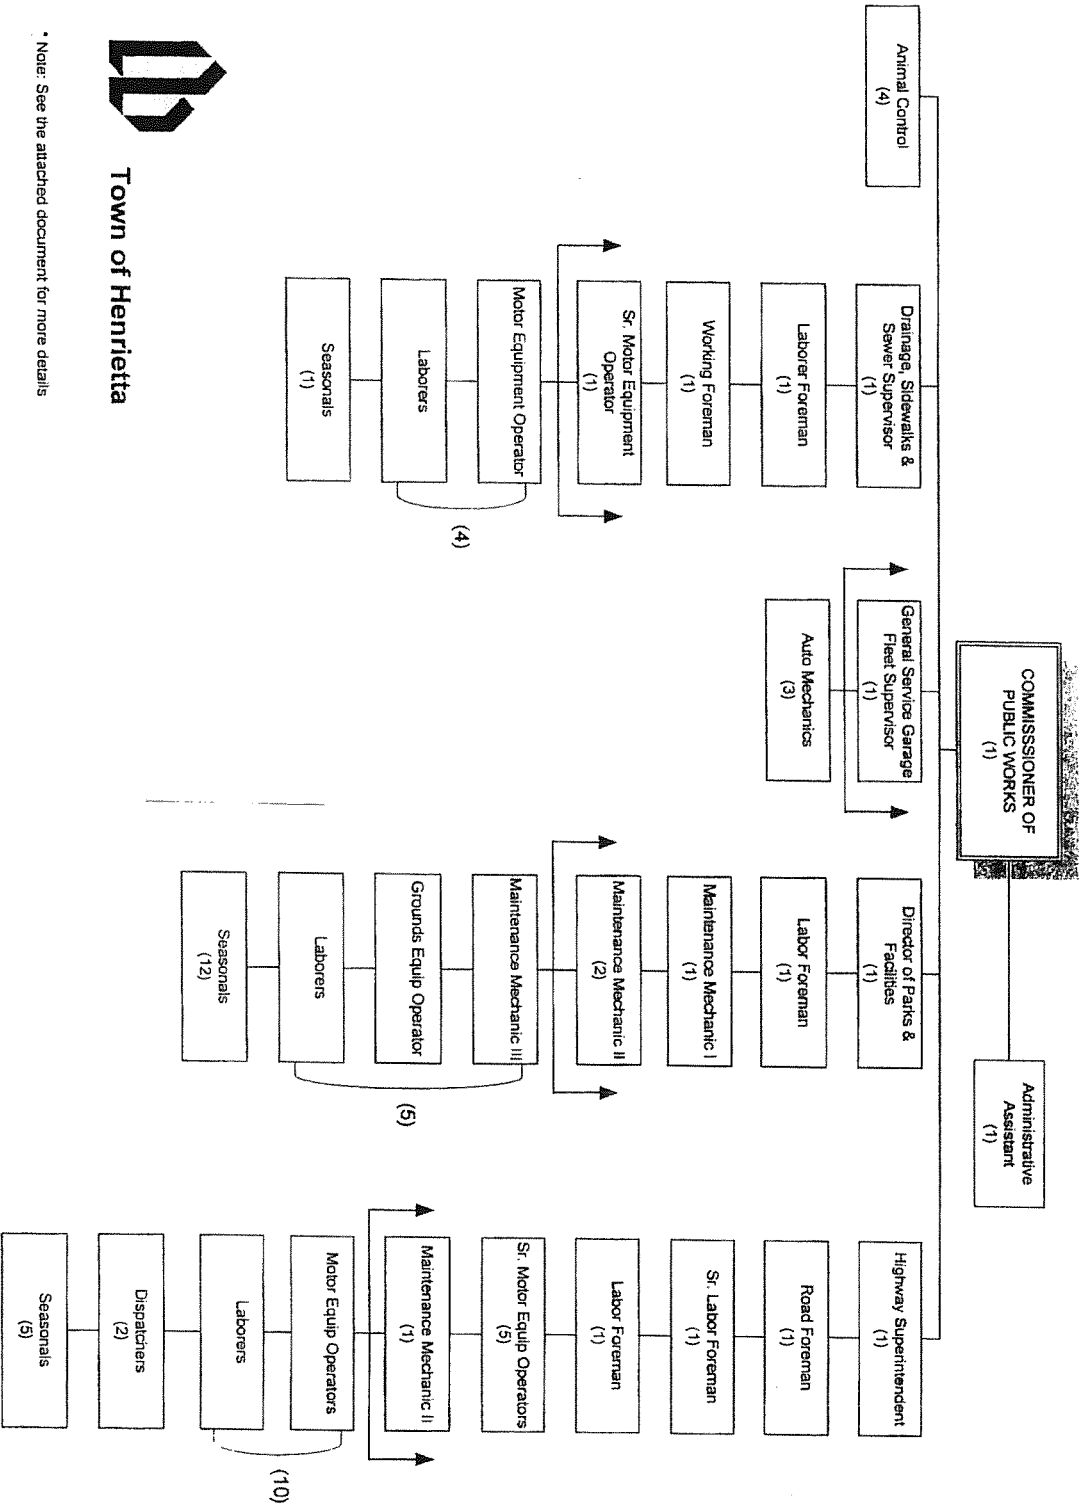 COMMISSSIONER OF
PUBLIC WORKS
(1)
Administrative
Assistant
(1)
Animal Control
(4)
Drainage, Sidewalks &
Sewer Supervisor
(1)
Laborer Foreman
(1)
Working Foreman
(1)
Sr. Motor Equipment
Operator
(1)
Motor Equipment Operator
Laborers
(4)
Seasonals
(1)
General Service Garage
Fleet Supervisor
(1)
Auto Mechanics
(3)
Director of Parks &
Facilities
(1)
Labor Foreman
(1)
Maintenance Mechanic I
(1)
Maintenance Mechanic II
(2)
Maintenance Mechanic III
Grounds Equip Operator
Laborers
(5)
Seasonals
(12)
Highway Superintendent
(1)
Road Foreman
(1)
Sr. Labor Foreman
(1)
Labor Foreman
(1)
Sr. Motor Equip Operators
(5)
Maintenance Mechanic II
(1)
Motor Equip Operators
Laborers
(10)
Dispatchers
(2)
Seasonals
(5)
Town of Henrietta
* Note: See the attached document for more details